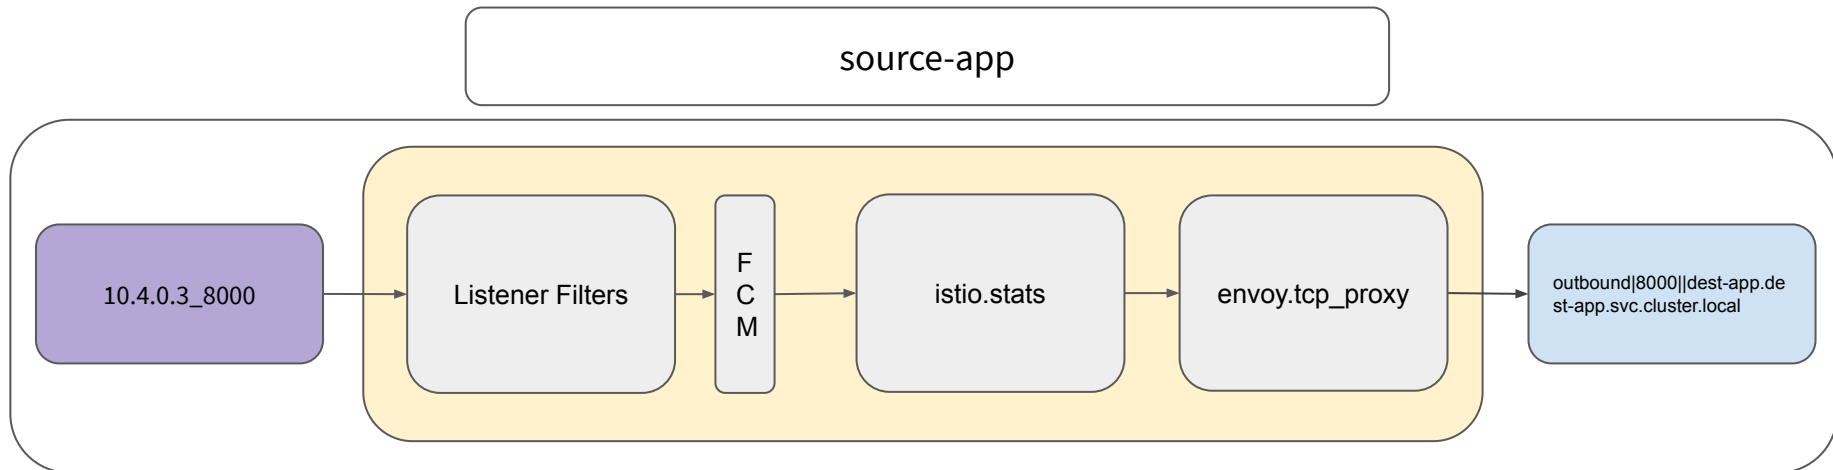 source-app
10.4.0.3_8000
Listener Filters
F
C
M
istio.stats
envoy.tcp_proxy
outbound|8000||dest-app.de
st-app.svc.cluster.local